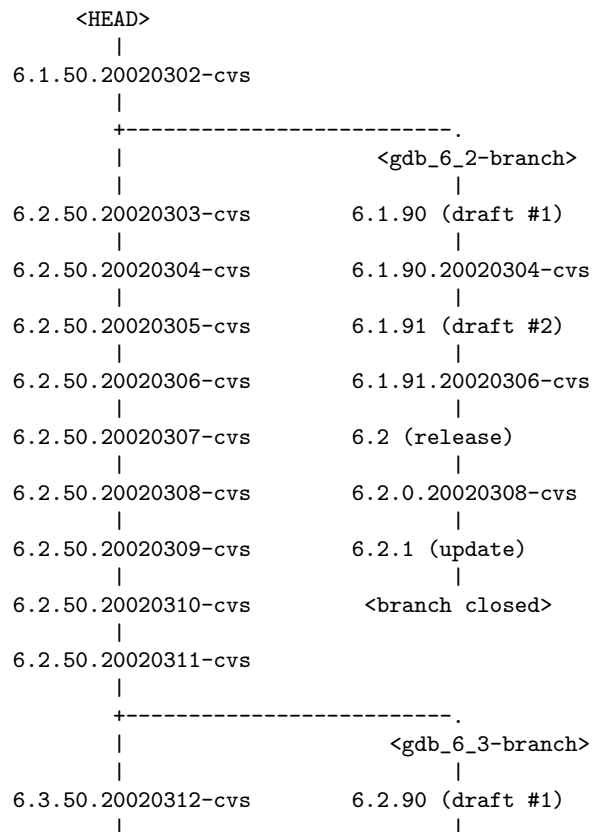 <HEAD>
        |
6.1.50.20020302-cvs
        |
        +--------------------------.
        |                    <gdb_6_2-branch>
        |                          |
6.2.50.20020303-cvs        6.1.90 (draft #1)
        |                          |
6.2.50.20020304-cvs        6.1.90.20020304-cvs
        |                          |
6.2.50.20020305-cvs        6.1.91 (draft #2)
        |                          |
6.2.50.20020306-cvs        6.1.91.20020306-cvs
        |                          |
6.2.50.20020307-cvs        6.2 (release)
        |                          |
6.2.50.20020308-cvs        6.2.0.20020308-cvs
        |                          |
6.2.50.20020309-cvs        6.2.1 (update)
        |                          |
6.2.50.20020310-cvs         <branch closed>
        |
6.2.50.20020311-cvs
        |
        +--------------------------.
        |                     <gdb_6_3-branch>
        |                          |
6.3.50.20020312-cvs        6.2.90 (draft #1)
        |                          |